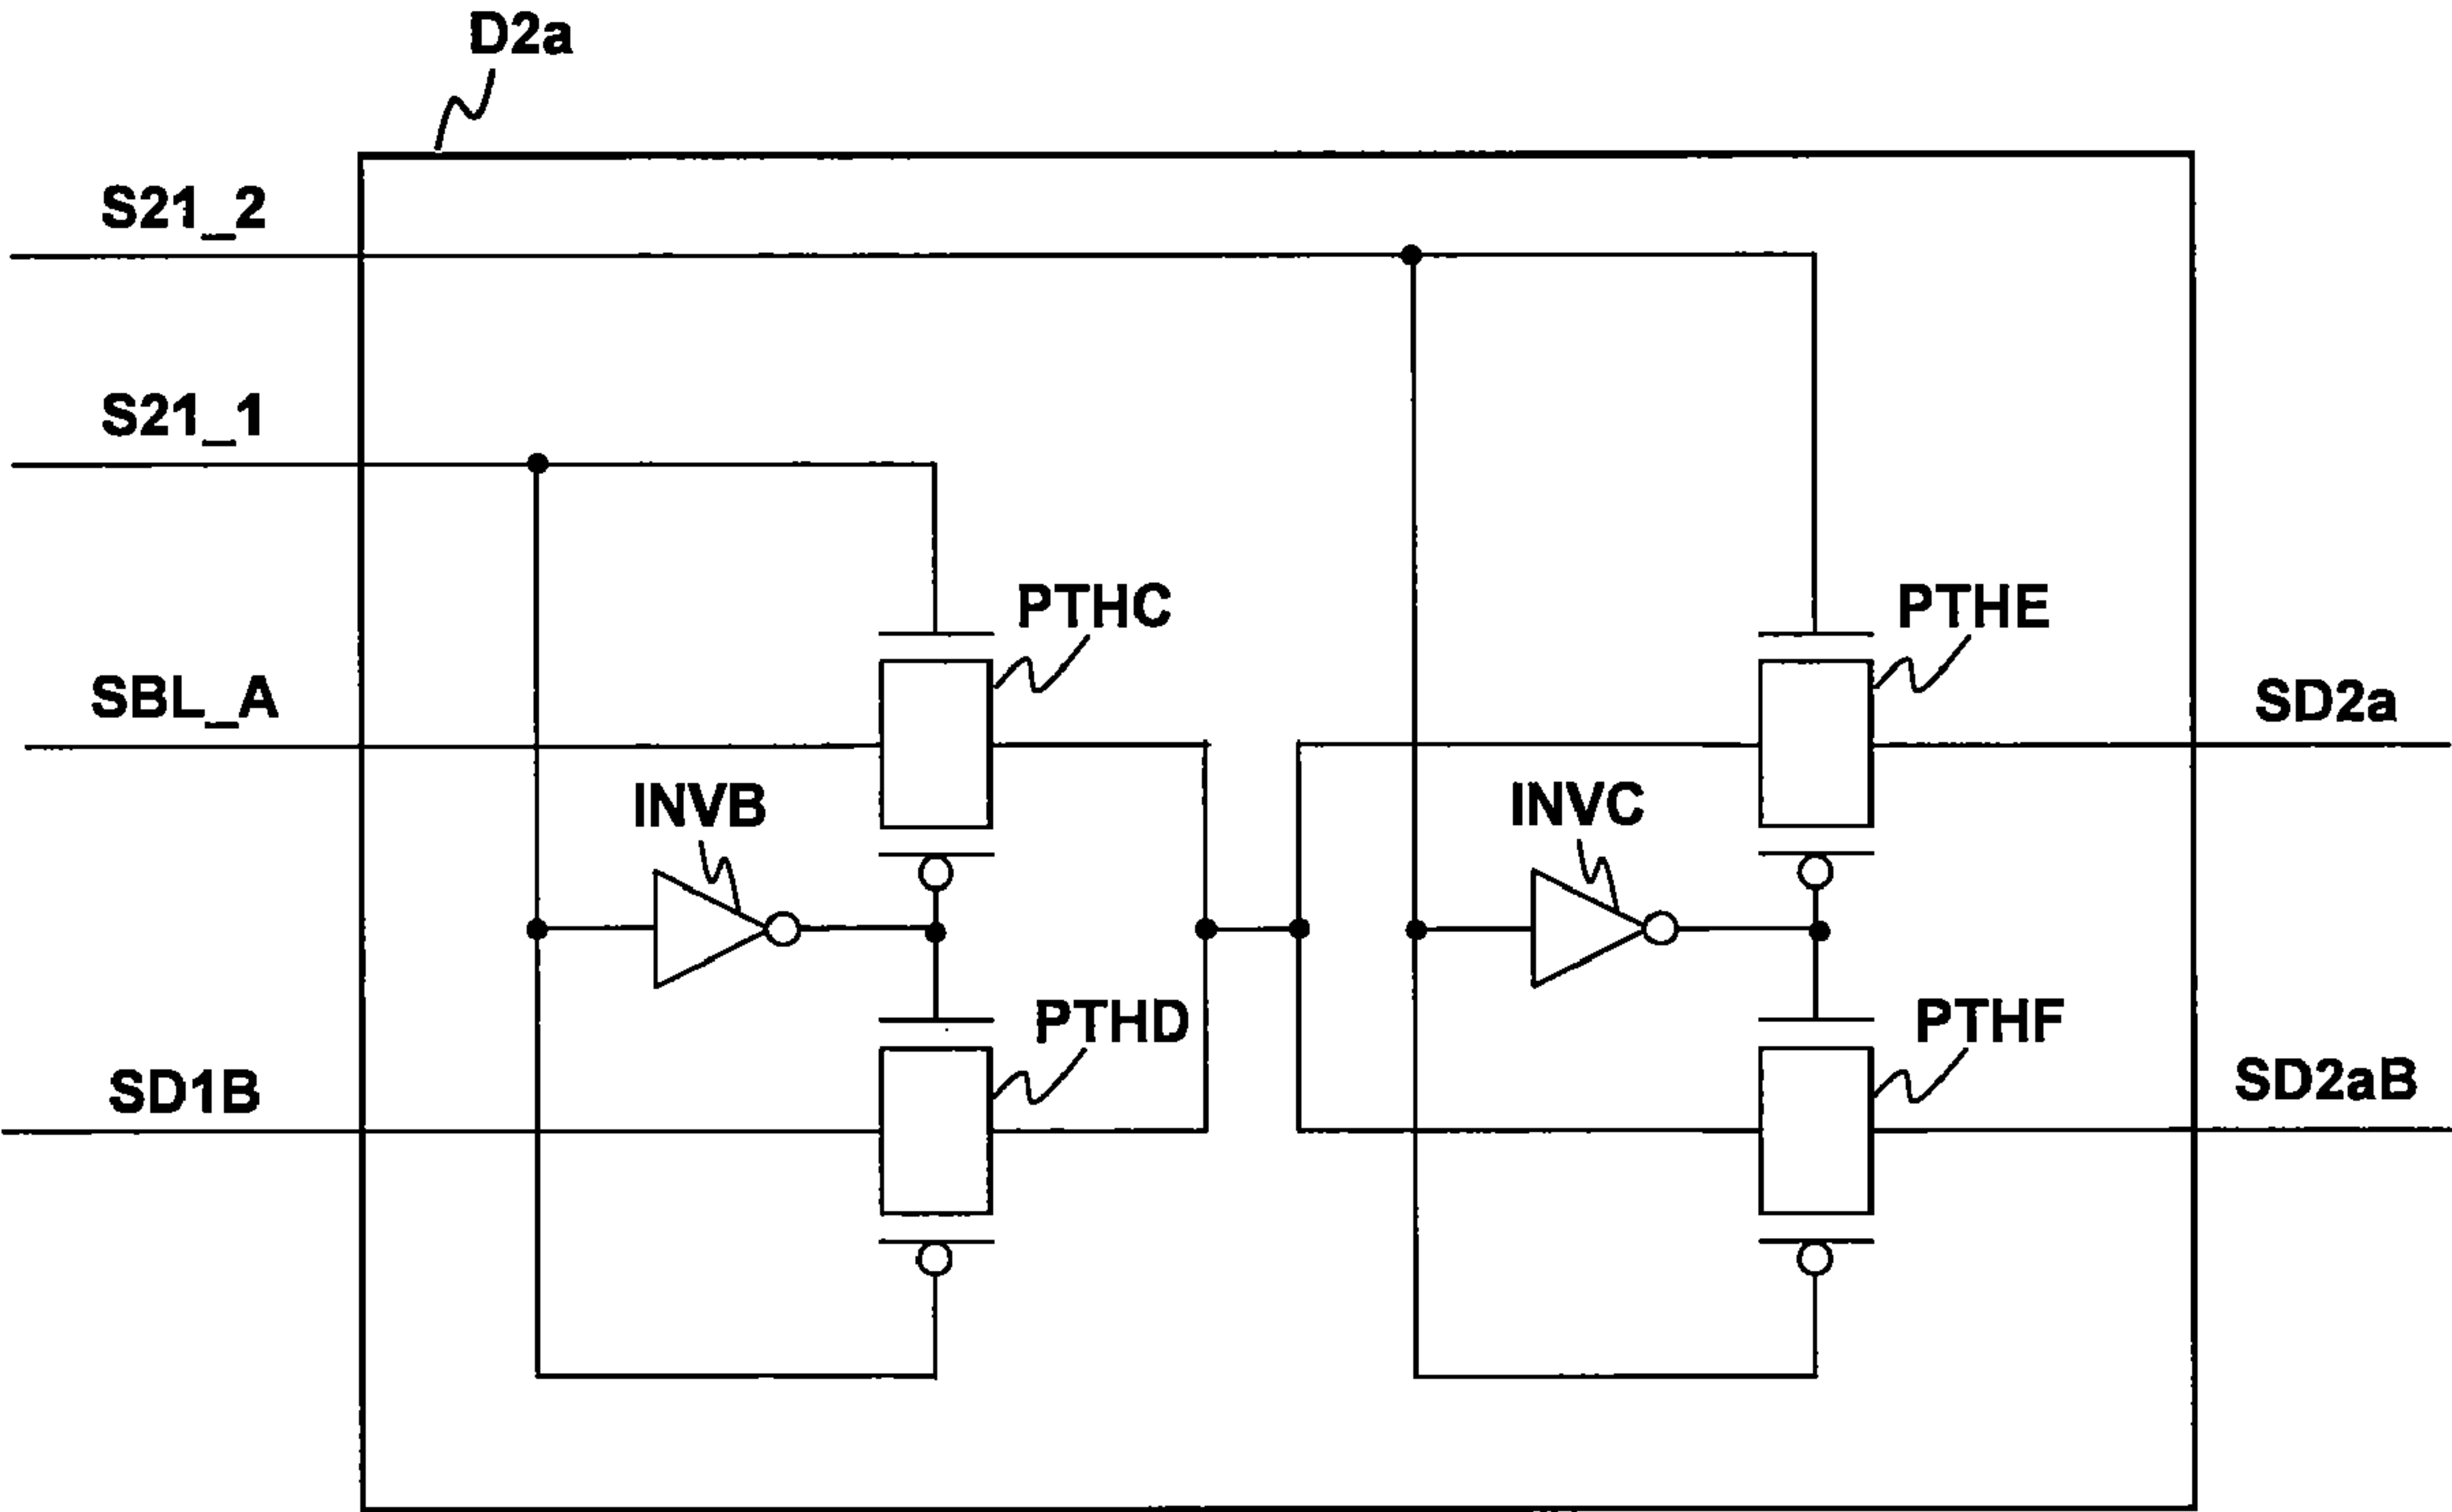 D2a
S21_2
S21_1
PTHC
PTHE
SBL_A
SD2a
INVB
INVC
PTHD
PTHF
SD1B
SD2aB